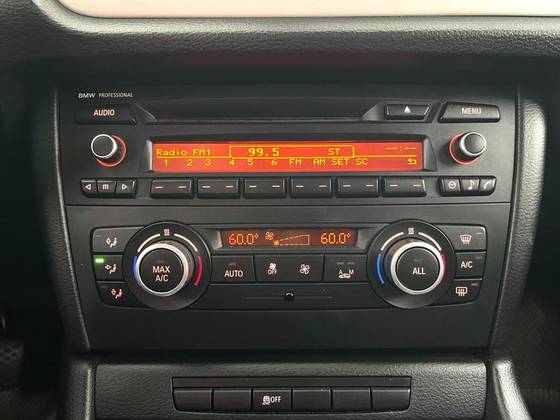 BMW PROFESSIONAL
AUDIO
MENU
Radio FM1 99.5 ST --:--
1 2 3 4 5 6 FM AM SET SC
m
60.0° 60.0°
MAX A/C
AUTO
OFF
A M
ALL
A/C
OFF